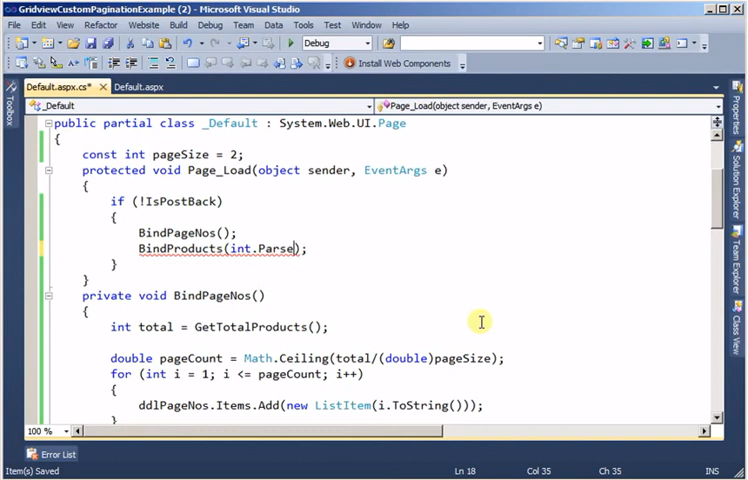 GridviewCustomPaginationExample (2) - Microsoft Visual Studio
File Edit View Refactor Website Build Debug Team Data Tools Test Window Help
Debug
Install Web Components
Default.aspx.cs* Default.aspx
_Default Page_Load(object sender, EventArgs e)
public partial class _Default : System.Web.UI.Page
{
const int pageSize = 2;
protected void Page_Load(object sender, EventArgs e)
{
if (!IsPostBack)
{
BindPageNos();
BindProducts(int.Parse);
}
}
private void BindPageNos()
{
int total = GetTotalProducts();
double pageCount = Math.Ceiling(total/(double)pageSize);
for (int i = 1; i <= pageCount; i++)
{
ddlPageNos.Items.Add(new ListItem(i.ToString()));
}
100 %
Error List
Item(s) Saved Ln 18 Col 35 Ch 35 INS
Toolbox
Properties
Solution Explorer
Team Explorer
Class View